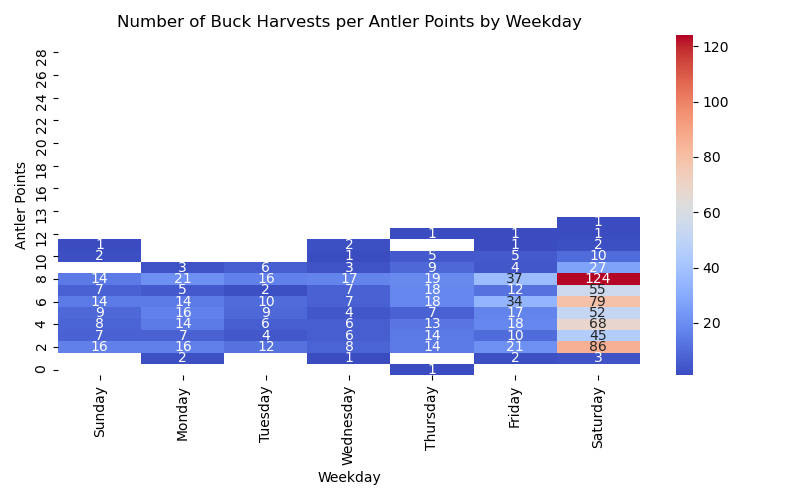 Number of Buck Harvests per Antler Points by Weekday
28
26
24
22
20
18
16
13
12
10
8
6
4
2
0
Antler Points
1
1 1 1
1 2 1 2
2 1 5 5 10
3 6 3 9 4 27
14 21 16 17 19 37 124
7 5 2 7 18 12 55
14 14 10 7 18 34 79
9 16 9 4 7 17 52
8 14 6 6 13 18 68
7 7 4 6 14 10 45
16 16 12 8 14 21 86
2 1 2 3
1
Sunday
Monday
Tuesday
Wednesday
Thursday
Friday
Saturday
Weekday
120
100
80
60
40
20